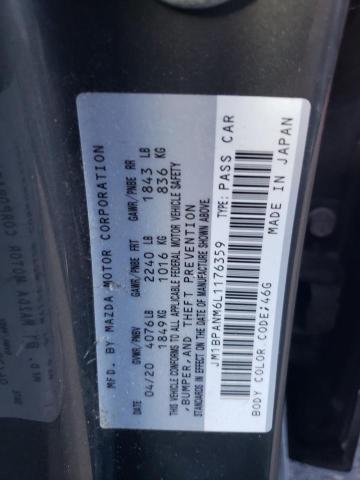 MFD. BY MAZDA MOTOR CORPORATION
DATE GVWR/PNBV GAWR/PNBE FRT GAWR/PNBE RR
04/20 4076 LB 2240 LB 1843 LB
1849 KG 1016 KG 836 KG
THIS VEHICLE CONFORMS TO ALL APPLICABLE FEDERAL MOTOR VEHICLE SAFETY
,BUMPER,AND THEFT PREVENTION
STANDARDS IN EFFECT ON THE DATE OF MANUFACTURE SHOWN ABOVE.
JM1BPANM6L1176359 TYPE: PASS CAR
BODY COLOR CODE;46G MADE IN JAPAN